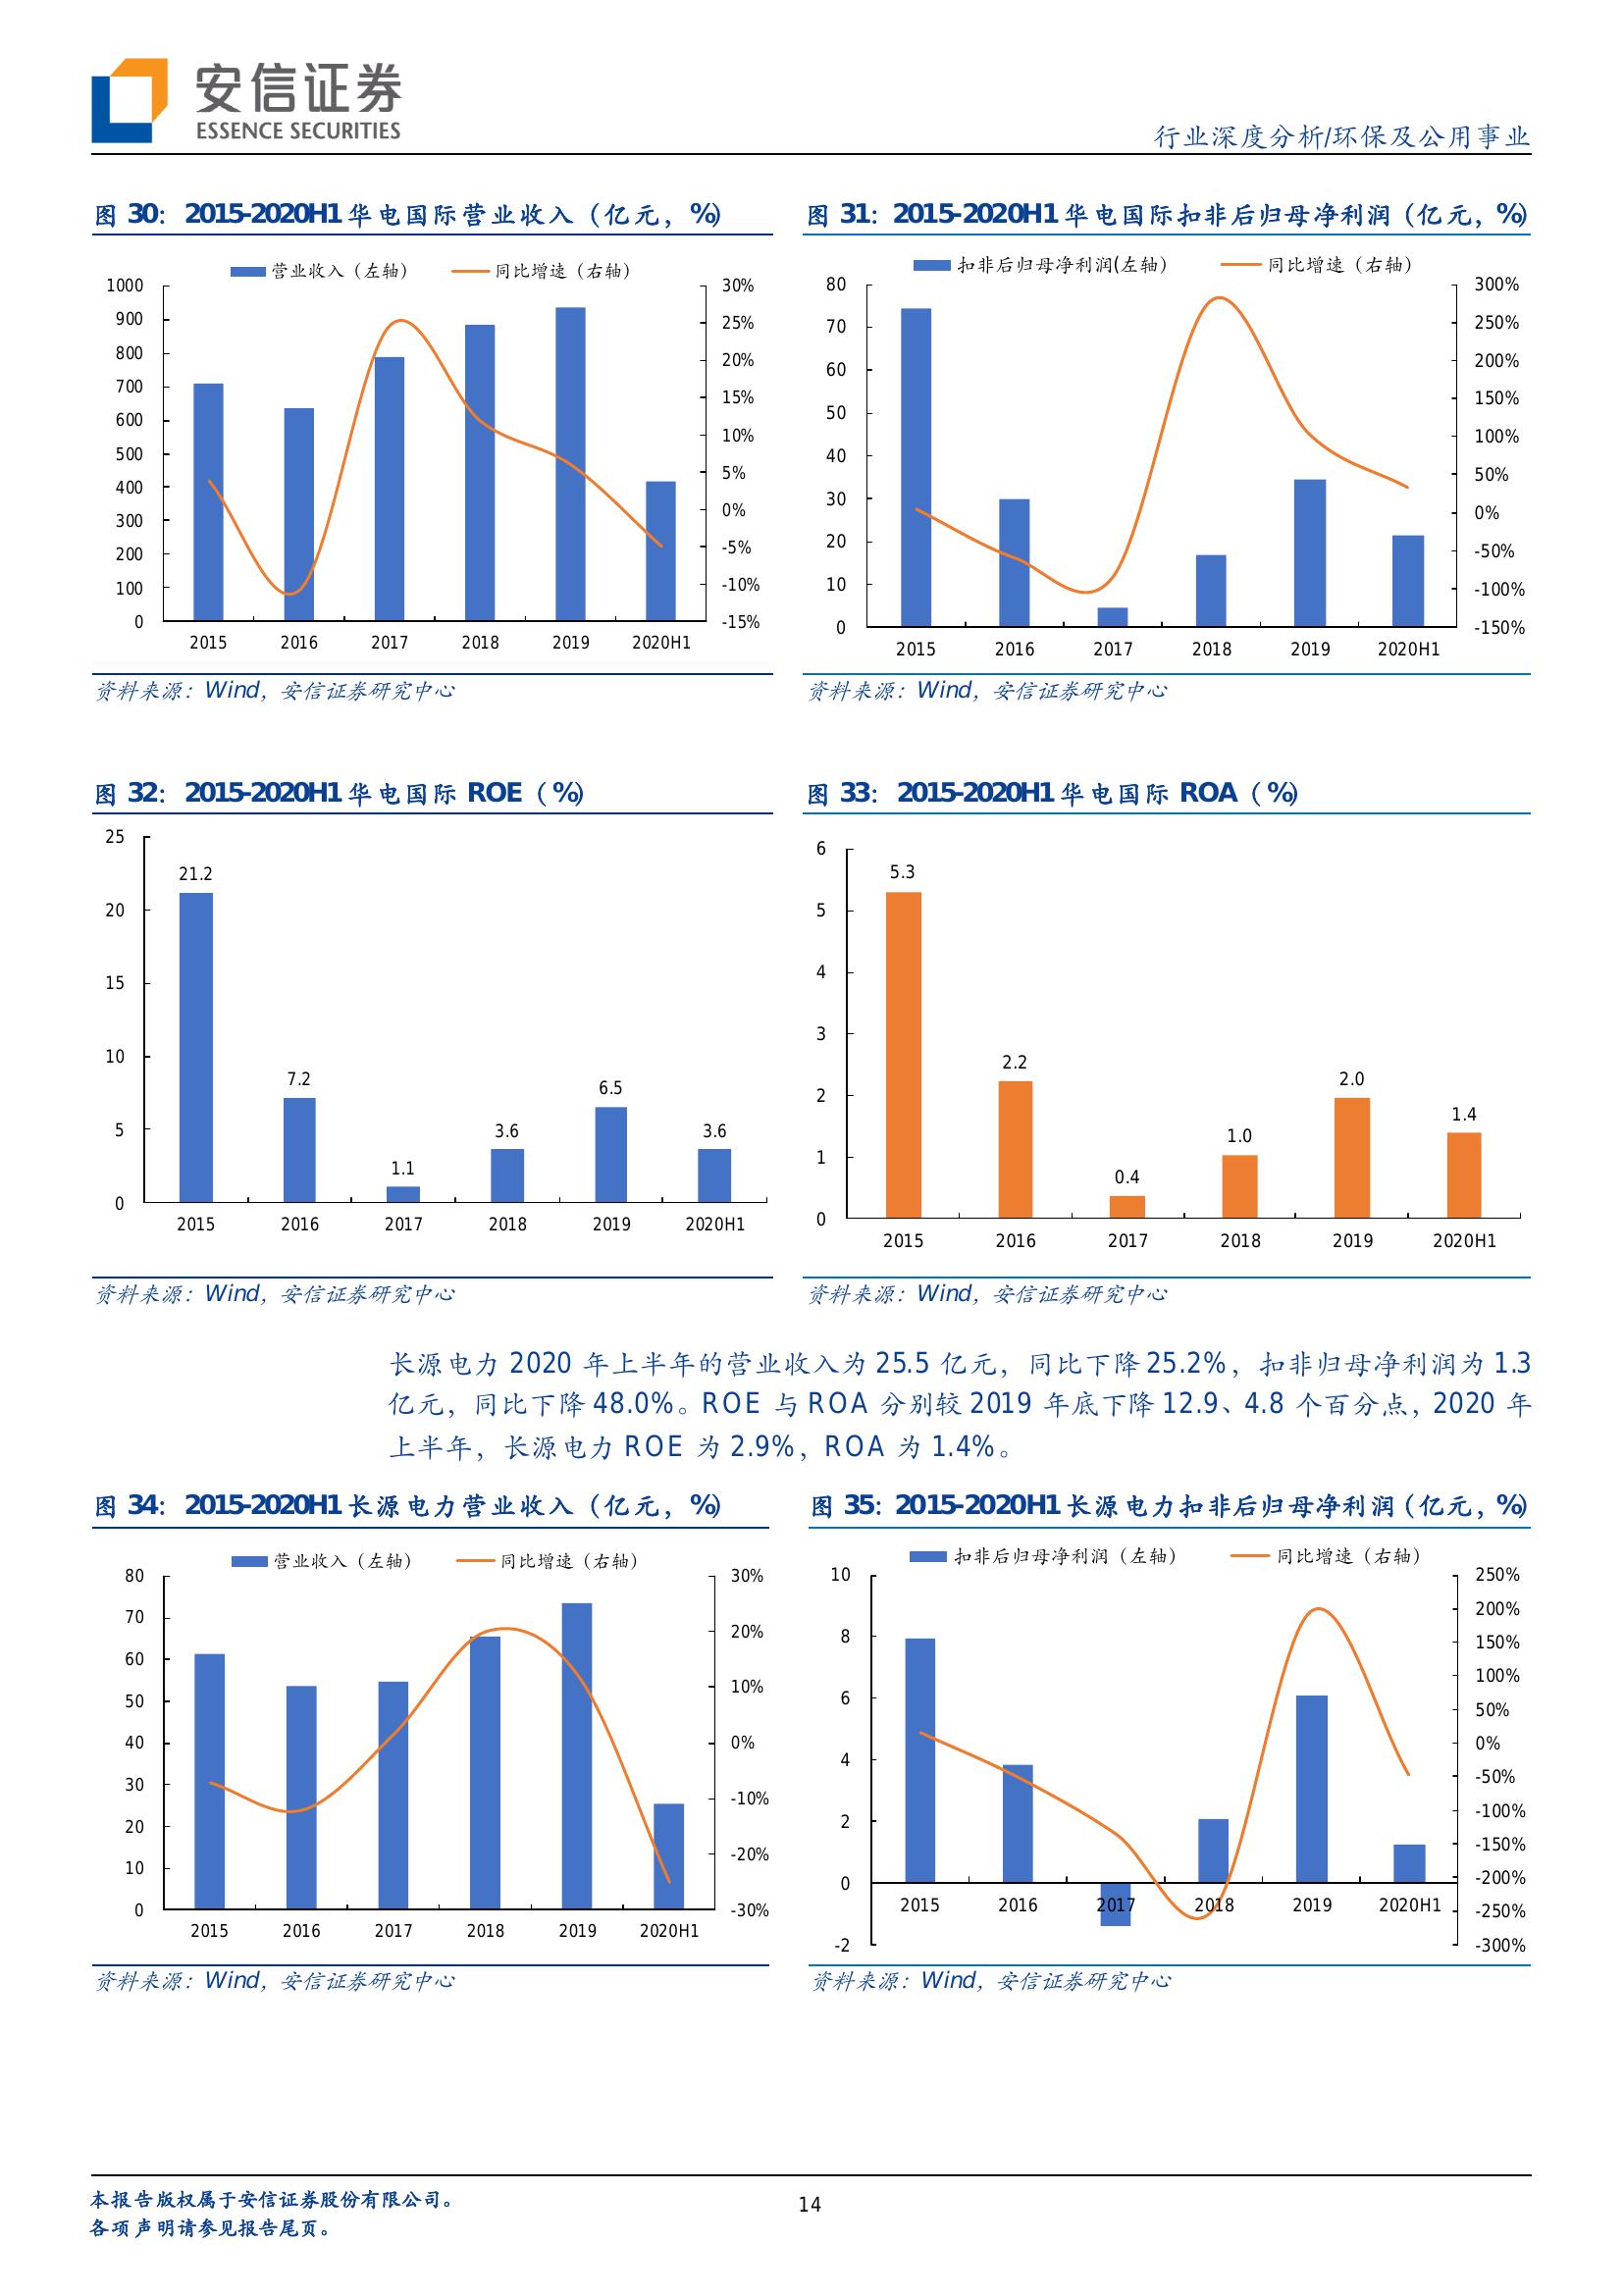 安信证券
ESSENCE SECURITIES
行业深度分析/环保及公用事业
图 30： 2015-2020H1 华电国际营业收入（亿元，%）
营业收入（左轴） 同比增速（右轴）
1000 30%
900 25%
800 20%
700 15%
600 10%
500 5%
400 0%
300 -5%
200 -10%
100 -15%
0
2015 2016 2017 2018 2019 2020H1
资料来源：Wind，安信证券研究中心
图 31： 2015-2020H1 华电国际扣非后归母净利润（亿元，%）
扣非后归母净利润(左轴） 同比增速（右轴）
80 300%
70 250%
60 200%
50 150%
40 100%
30 50%
20 0%
10 -50%
0 -100%
-150%
2015 2016 2017 2018 2019 2020H1
资料来源：Wind，安信证券研究中心
图 32： 2015-2020H1 华电国际 ROE（%）
25
20
15
10
5
0
21.2 7.2 1.1 3.6 6.5 3.6
2015 2016 2017 2018 2019 2020H1
资料来源：Wind，安信证券研究中心
图 33： 2015-2020H1 华电国际 ROA（%）
6
5
4
3
2
1
0
5.3 2.2 0.4 1.0 2.0 1.4
2015 2016 2017 2018 2019 2020H1
资料来源：Wind，安信证券研究中心
长源电力 2020 年上半年的营业收入为 25.5 亿元，同比下降 25.2%，扣非归母净利润为 1.3
亿元，同比下降 48.0%。ROE 与 ROA 分别较 2019 年底下降 12.9、4.8 个百分点，2020 年
上半年，长源电力 ROE 为 2.9%，ROA 为 1.4%。
图 34： 2015-2020H1 长源电力营业收入（亿元，%）
营业收入（左轴） 同比增速（右轴）
80 30%
70 20%
60 10%
50 0%
40 -10%
30 -20%
20 -30%
10
0
2015 2016 2017 2018 2019 2020H1
资料来源：Wind，安信证券研究中心
图 35： 2015-2020H1 长源电力扣非后归母净利润（亿元，%）
扣非后归母净利润（左轴） 同比增速（右轴）
10 250%
8 200%
6 150%
4 100%
2 50%
0 0%
-2 -50%
-100%
-150%
-200%
-250%
-300%
2015 2016 2017 2018 2019 2020H1
资料来源：Wind，安信证券研究中心
本报告版权属于安信证券股份有限公司。
各项声明请参见报告尾页。
14